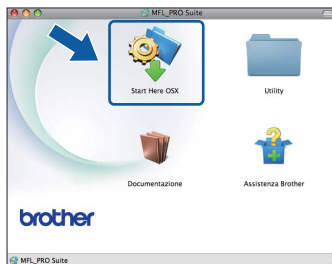 MFL_PRO Suite
Start Here OSX
Utility
Documentazione
Assistenza Brother
brother
MFL_PRO Suite